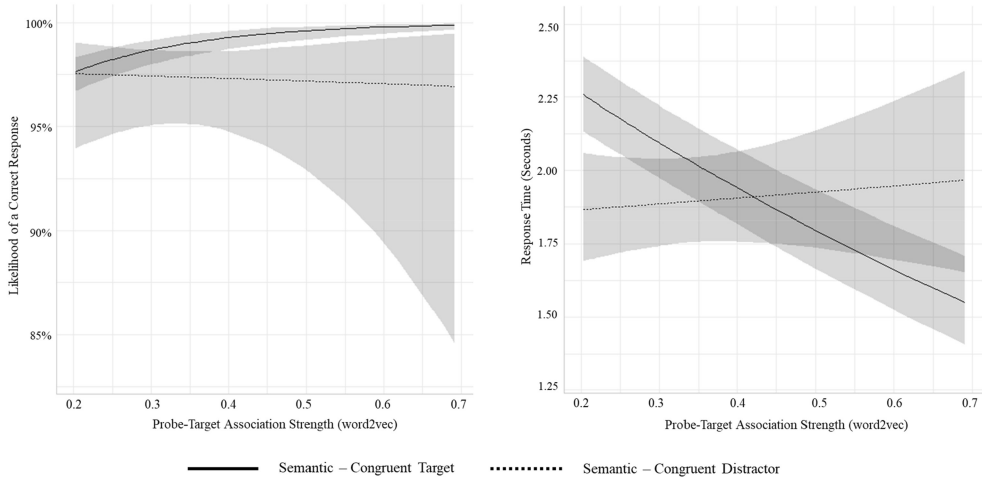 100%
95%
90%
85%
Likelihood of a Correct Response
0.2 0.3 0.4 0.5 0.6 0.7
Probe-Target Association Strength (word2vec)
2.50
2.25
2.00
1.75
1.50
1.25
Response Time (Seconds)
0.2 0.3 0.4 0.5 0.6 0.7
Probe-Target Association Strength (word2vec)
Semantic – Congruent Target
Semantic – Congruent Distractor